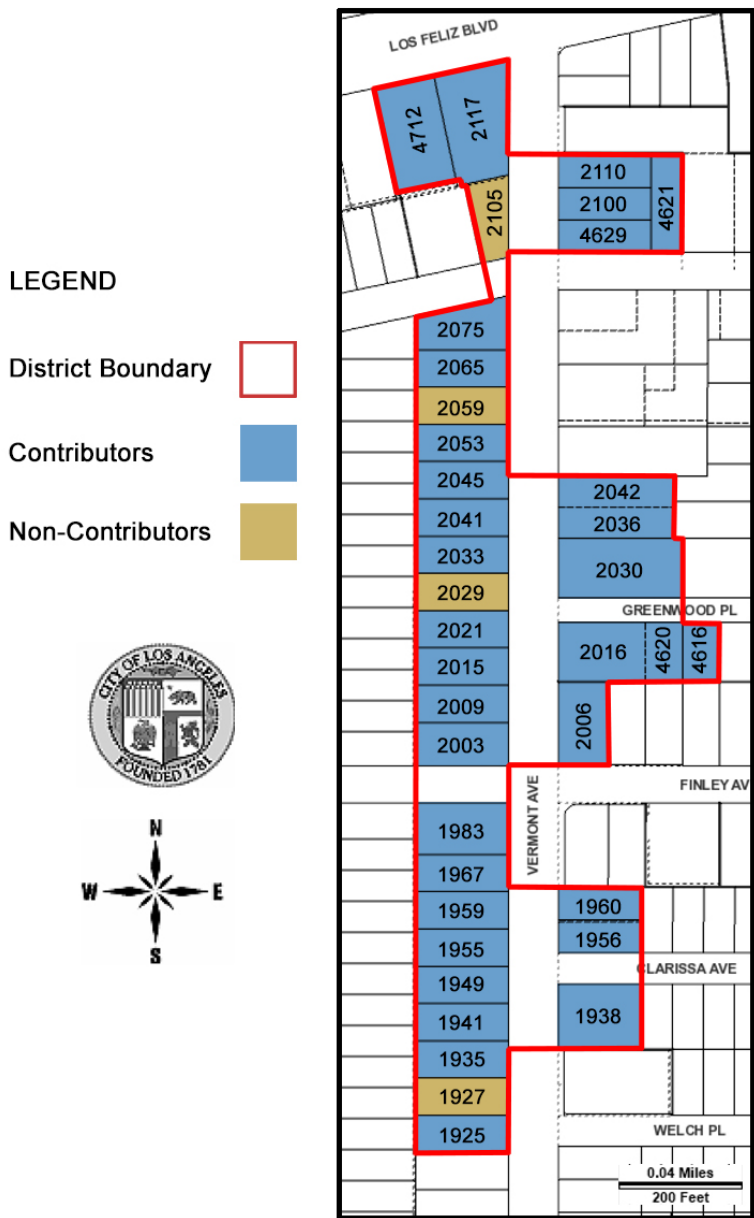 LOS FELIZ BLVD
4712
2117
2110
2100
4629
4621
2105
LEGEND
District Boundary
Contributors
Non-Contributors
2075
2065
2059
2053
2045
2041
2033
2029
2021
2015
2009
2003
2042
2036
2030
GREENWOOD PL
2016
4620
4616
2006
FINLEY AV
VERMONT AVE
CITY OF LOS ANGELES
FOUNDED 1781
N
W
E
S
1983
1967
1959
1955
1949
1941
1935
1927
1925
1960
1956
CLARISSA AVE
1938
WELCH PL
0.04 Miles
200 Feet